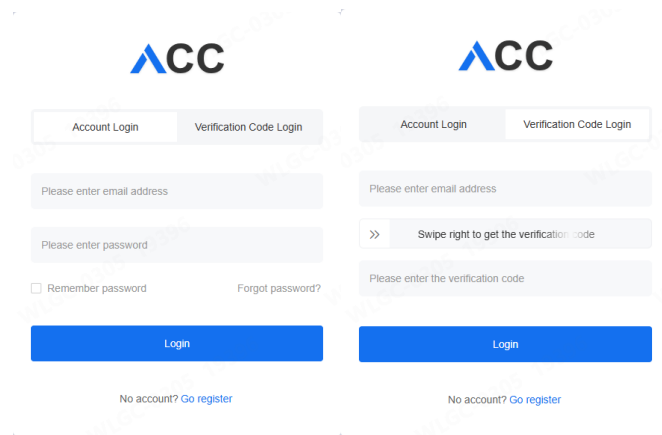 ACC
Account Login
Verification Code Login
Please enter email address
Please enter password
Remember password
Forgot password?
Login
No account? Go register
ACC
Account Login
Verification Code Login
Please enter email address
Swipe right to get the verification code
Please enter the verification code
Login
No account? Go register